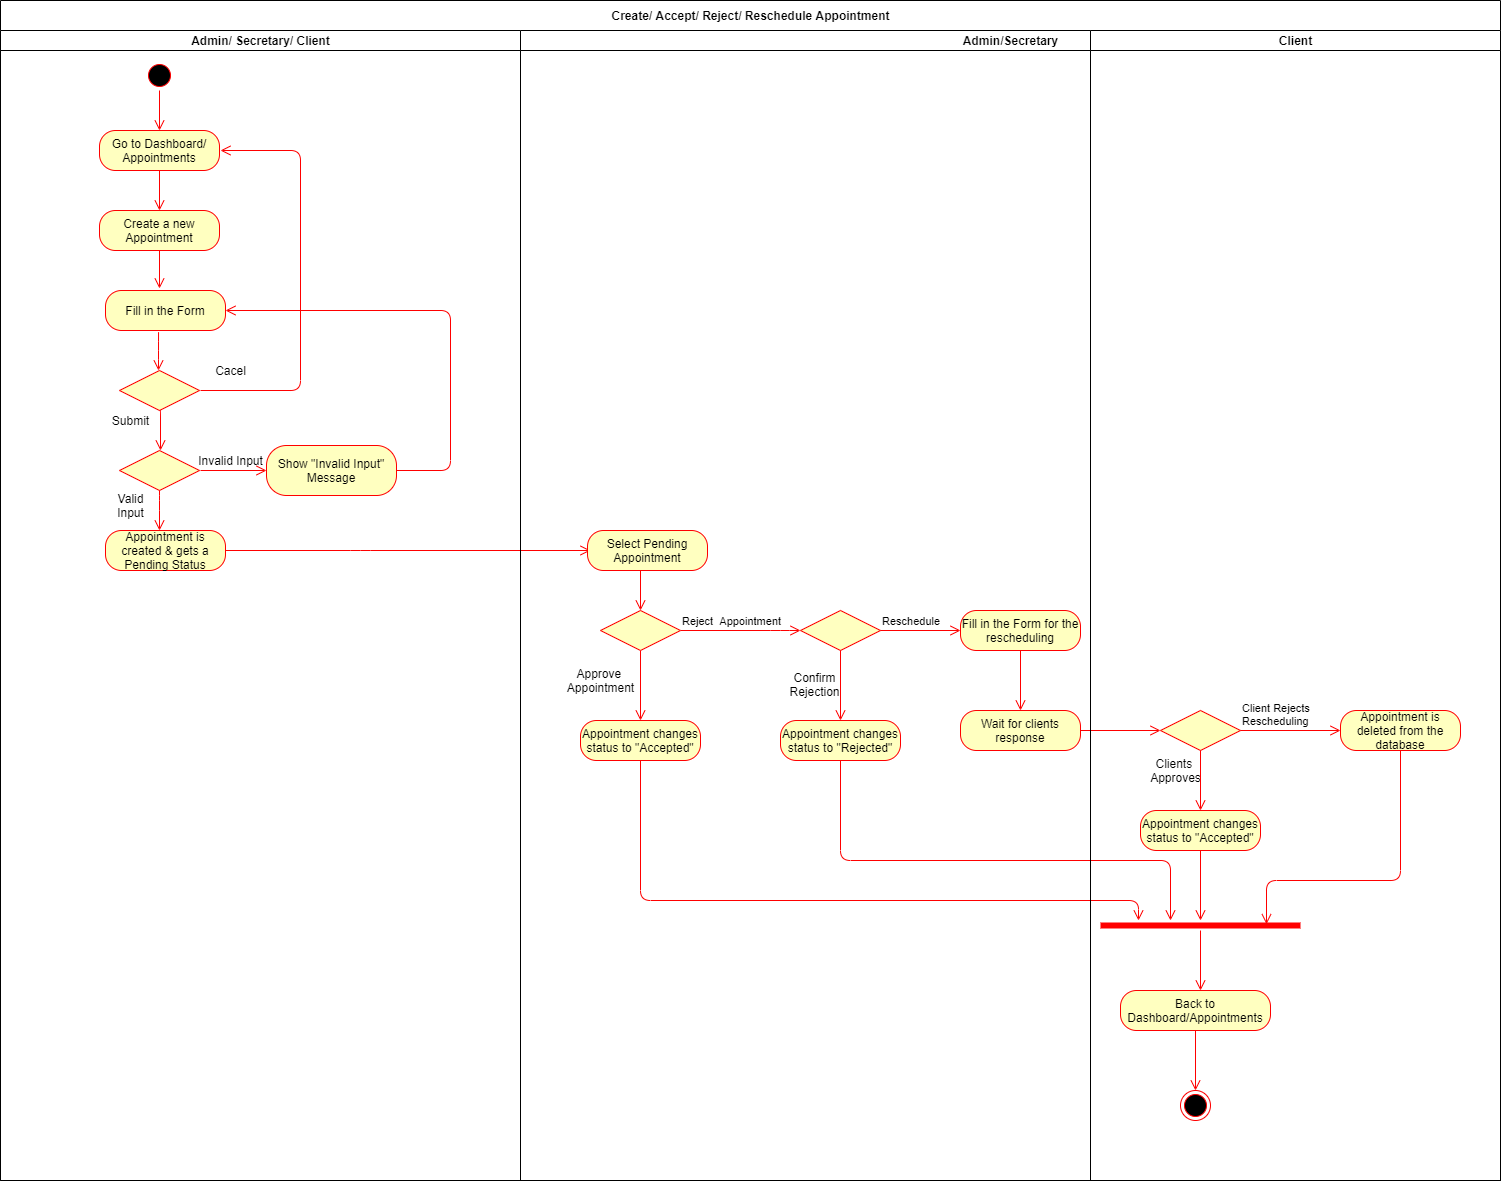 Create/ Accept/ Reject/ Reschedule Appointment
Admin/ Secretary/ Client
Admin/Secretary
Client
Go to Dashboard/
Appointments
Create a new
Appointment
Fill in the Form
Cacel
Submit
Invalid Input
Show "Invalid Input"
Message
Valid
Input
Appointment is
created & gets a
Pending Status
Select Pending
Appointment
Reject  Appointment
Reschedule
Fill in the Form for the
rescheduling
Approve
Appointment
Confirm
Rejection
Appointment changes
status to "Accepted"
Appointment changes
status to "Rejected"
Wait for clients
response
Client Rejects
Rescheduling
Appointment is
deleted from the
database
Clients
Approves
Appointment changes
status to "Accepted"
Back to
Dashboard/Appointments